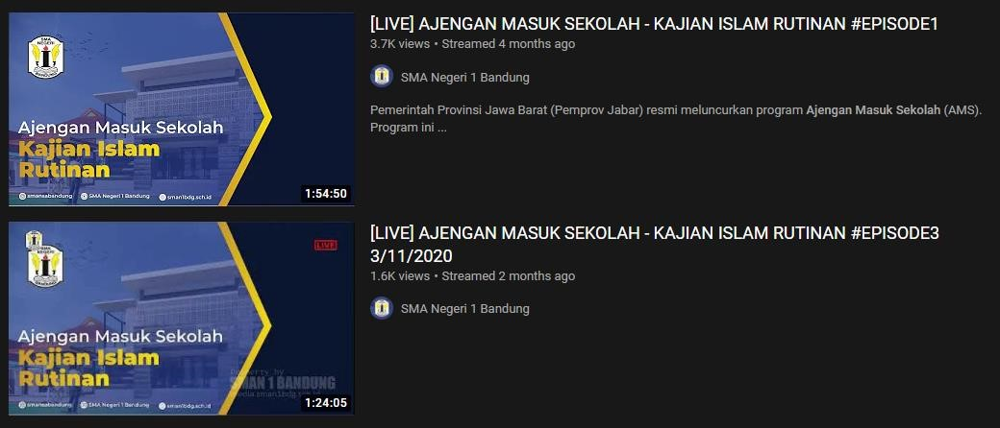 [LIVE] AJENGAN MASUK SEKOLAH - KAJIAN ISLAM RUTINAN #EPISODE1
3.7K views • Streamed 4 months ago
SMA Negeri 1 Bandung
Pemerintah Provinsi Jawa Barat (Pemprov Jabar) resmi meluncurkan program Ajengan Masuk Sekolah (AMS).
Program ini ...
SMA
NEGERI
Ajengan Masuk Sekolah
Kajian Islam
Rutinan
smansabandung SMA Negeri 1 Bandung sman1bdg.sch.id
1:54:50
[LIVE] AJENGAN MASUK SEKOLAH - KAJIAN ISLAM RUTINAN #EPISODE3
3/11/2020
1.6K views • Streamed 2 months ago
SMA Negeri 1 Bandung
LIVE
SMA
NEGERI
Ajengan Masuk Sekolah
Kajian Islam
Rutinan
Property by
SMAN 1 BANDUNG
media.sman1bdg.sch.id
smansabandung SMA Negeri 1 Bandung sman1bdg.sch.id
1:24:05